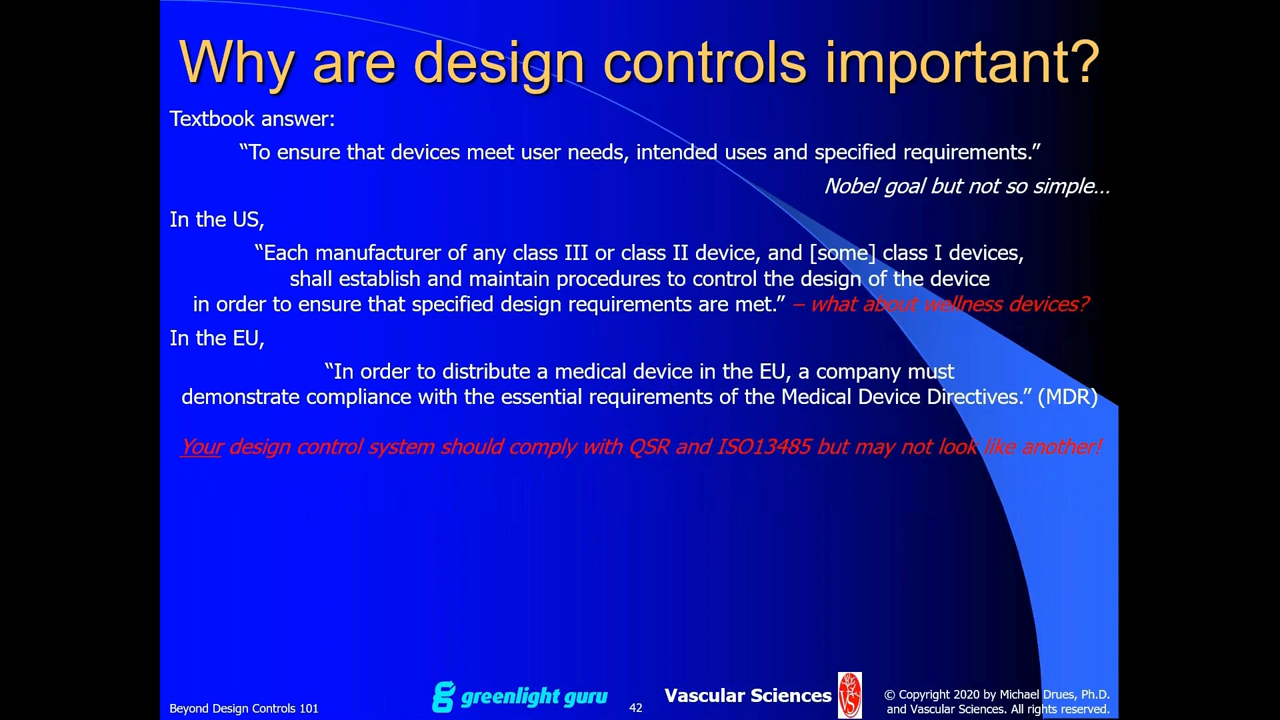 Why are design controls important?
Textbook answer:
“To ensure that devices meet user needs, intended uses and specified requirements.”
Nobel goal but not so simple…
In the US,
“Each manufacturer of any class III or class II device, and [some] class I devices,
shall establish and maintain procedures to control the design of the device
in order to ensure that specified design requirements are met.” – what about wellness devices?
In the EU,
“In order to distribute a medical device in the EU, a company must
demonstrate compliance with the essential requirements of the Medical Device Directives.” (MDR)
Your design control system should comply with QSR and ISO13485 but may not look like another!
Beyond Design Controls 101
greenlight guru
42
Vascular Sciences
VS
© Copyright 2020 by Michael Drues, Ph.D.
and Vascular Sciences. All rights reserved.